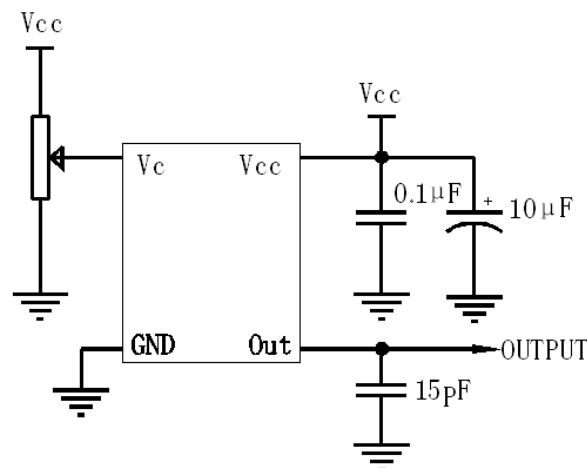 Vcc
Vcc
Vc
Vcc
0.1μF
+
10μF
GND
Out
OUTPUT
15pF